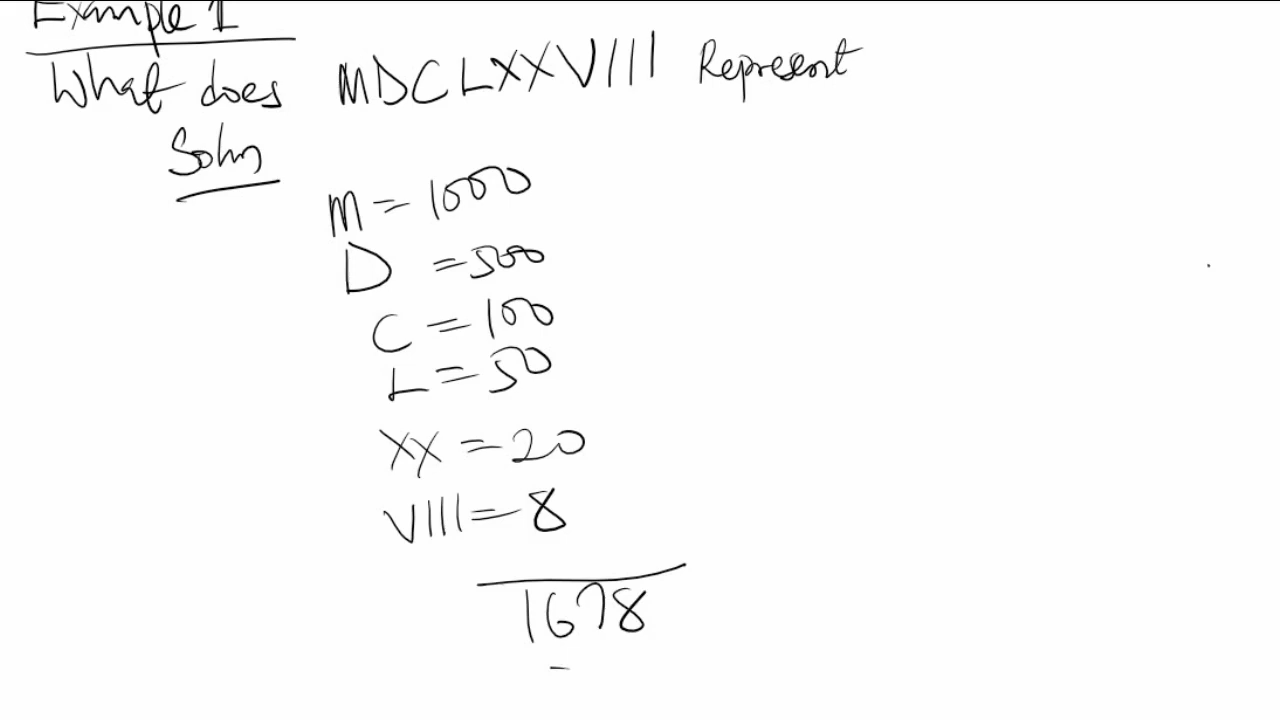 Example 1
What does MDCLXXVIII Represent
Soln
M = 1000
D = 500
C = 100
L = 50
XX = 20
VIII = 8
1678